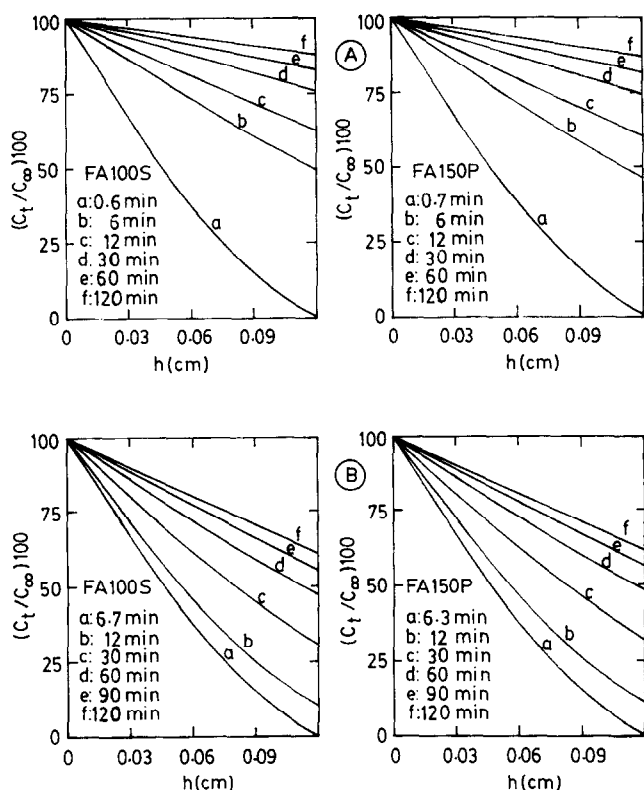 (C_t/C_∞)100
100
75
50
25
0
0 0.03 0.06 0.09
h(cm)
FA100S
a:0.6 min
b: 6 min
c: 12 min
d: 30 min
e: 60 min
f:120 min
f
e
d
c
b
a
A
(C_t/C_∞)100
100
75
50
25
0
0 0.03 0.06 0.09
h(cm)
FA150P
a:0.7 min
b: 6 min
c: 12 min
d: 30 min
e: 60 min
f:120 min
f
e
d
c
b
a
(C_t/C_∞)100
100
75
50
25
0
0 0.03 0.06 0.09
h(cm)
FA100S
a:6.7 min
b: 12 min
c: 30 min
d: 60 min
e: 90 min
f:120 min
f
e
d
c
b
a
B
(C_t/C_∞)100
100
75
50
25
0
0 0.03 0.06 0.09
h(cm)
FA150P
a:6.3 min
b: 12 min
c: 30 min
d: 60 min
e: 90 min
f:120 min
f
e
d
c
b
a